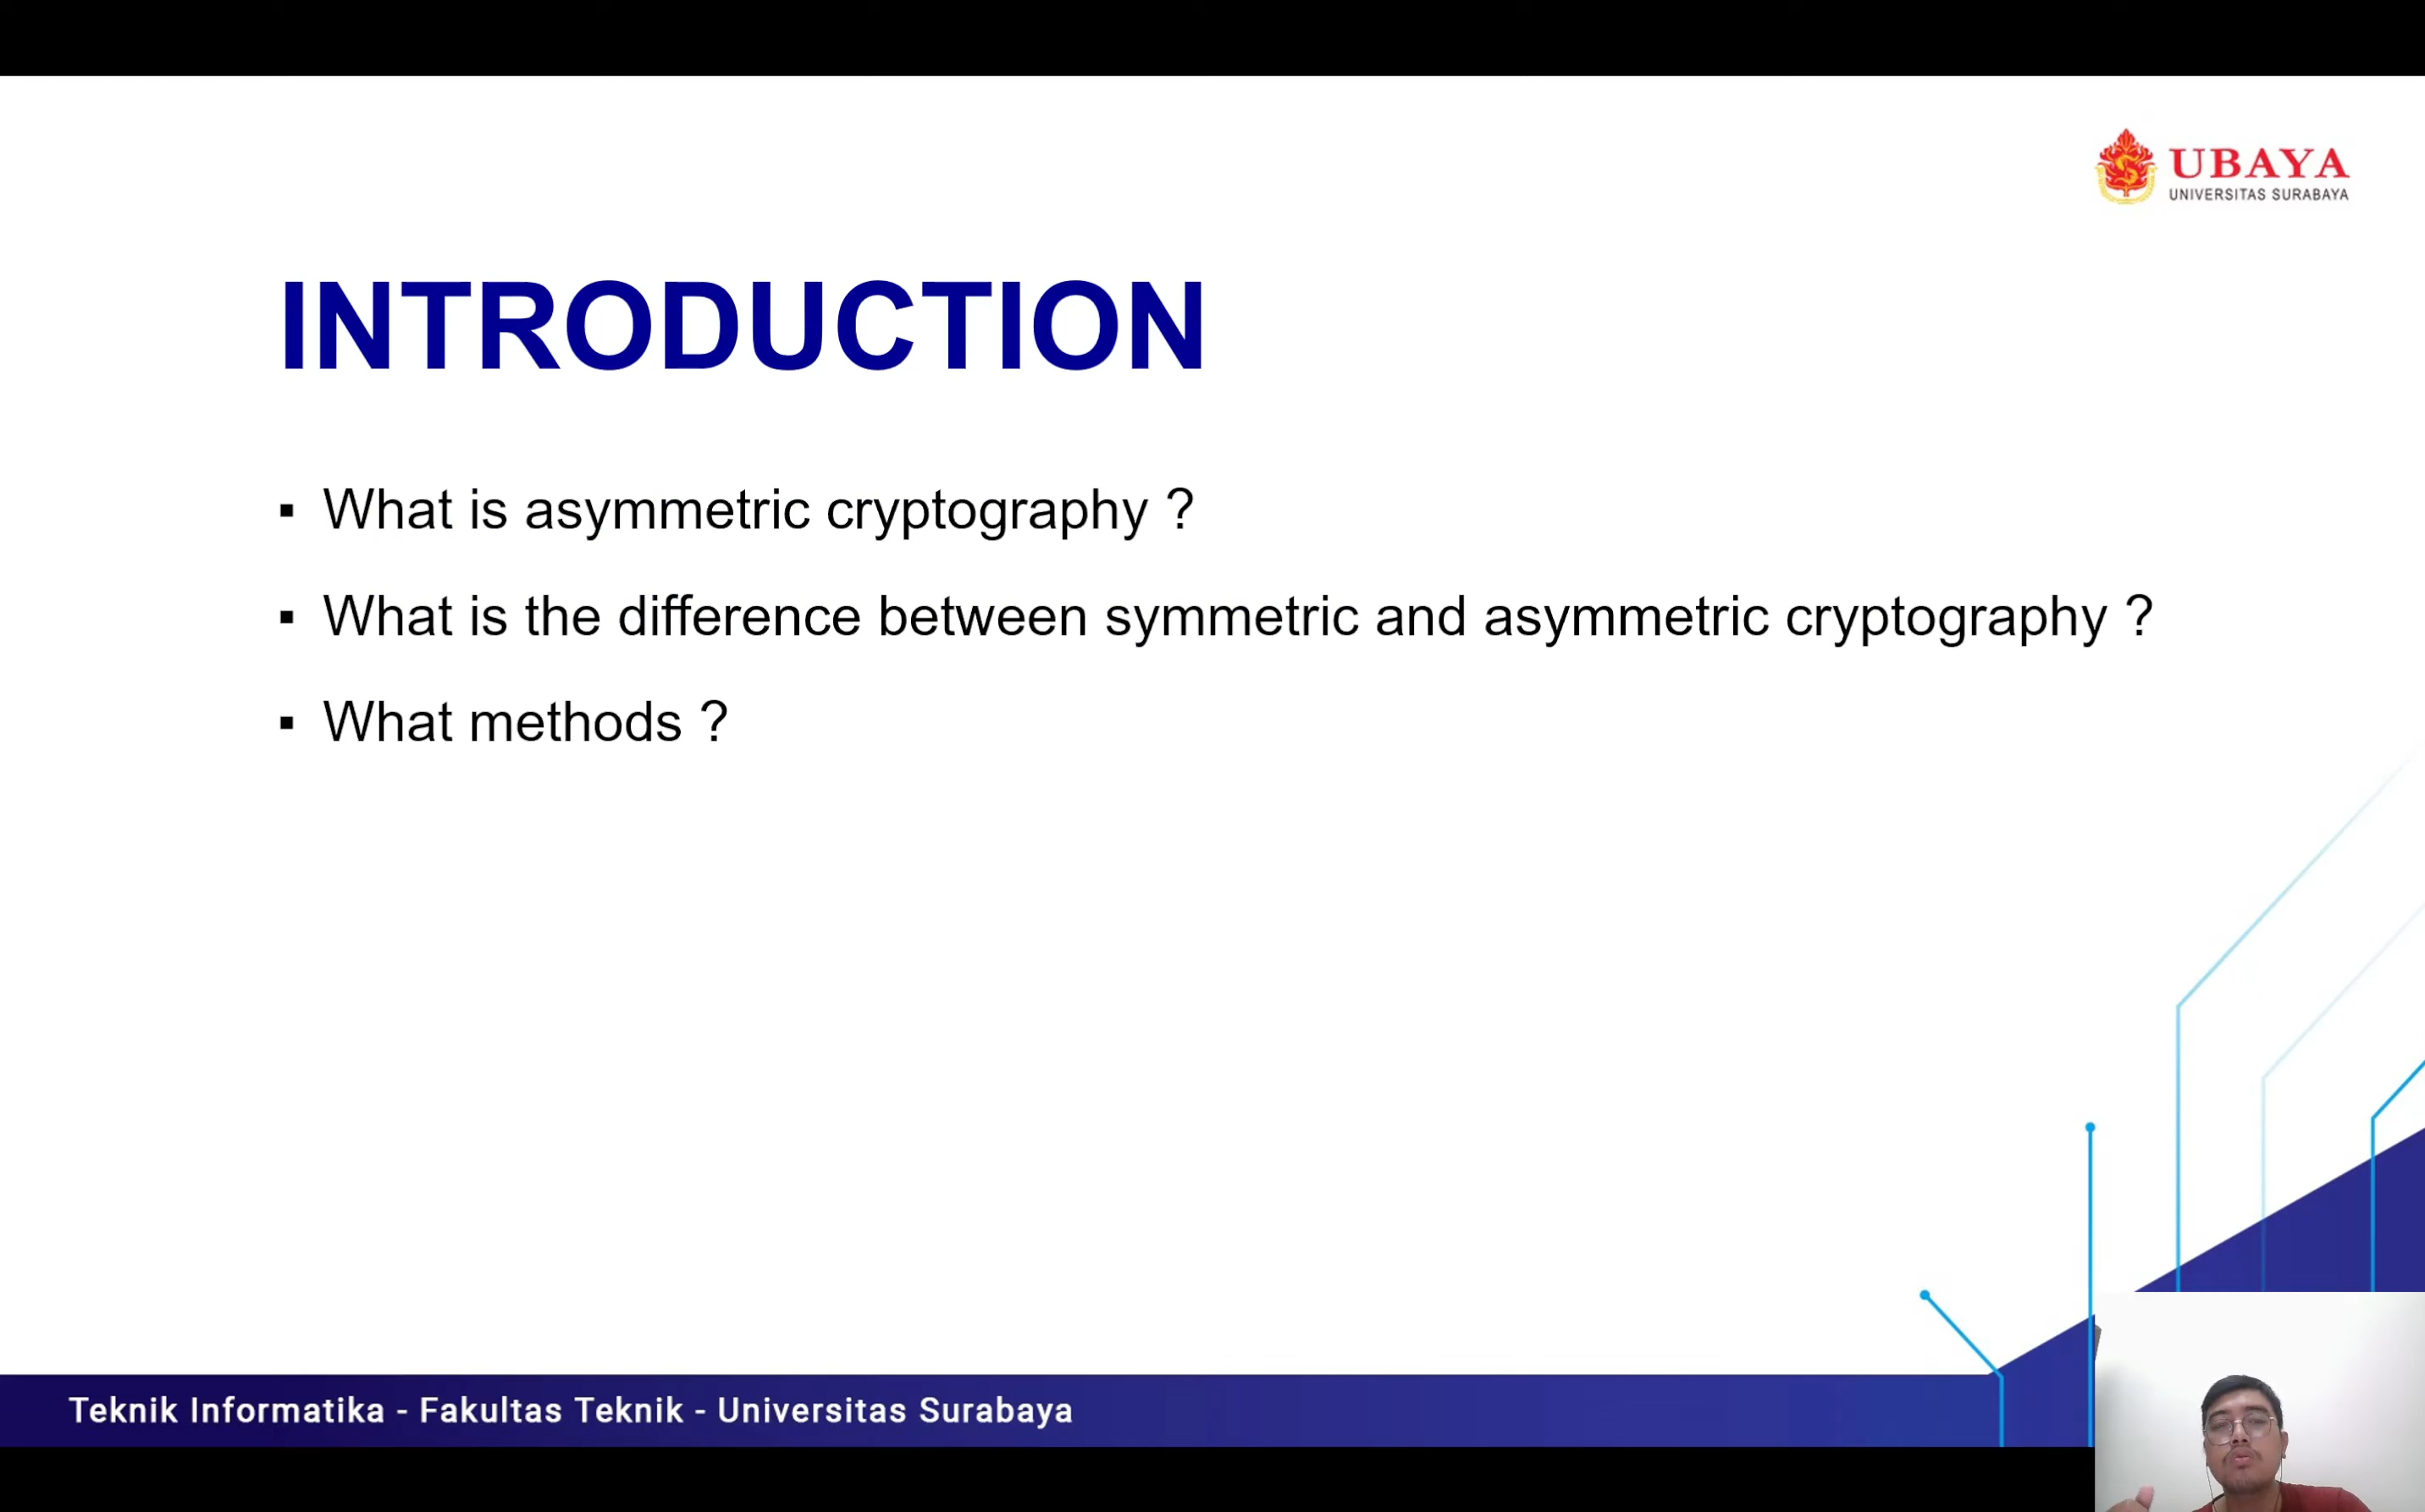 UBAYA
UNIVERSITAS SURABAYA
INTRODUCTION
▪ What is asymmetric cryptography ?
▪ What is the difference between symmetric and asymmetric cryptography ?
▪ What methods ?
Teknik Informatika - Fakultas Teknik - Universitas Surabaya